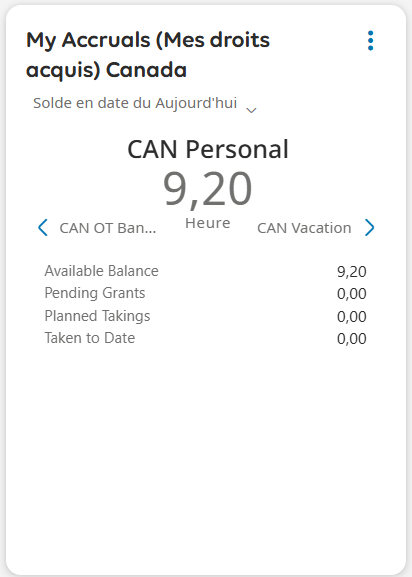 My Accruals (Mes droits
acquis) Canada
Solde en date du Aujourd'hui
CAN Personal
9,20
Heure
CAN OT Ban...
CAN Vacation
Available Balance 9,20
Pending Grants 0,00
Planned Takings 0,00
Taken to Date 0,00